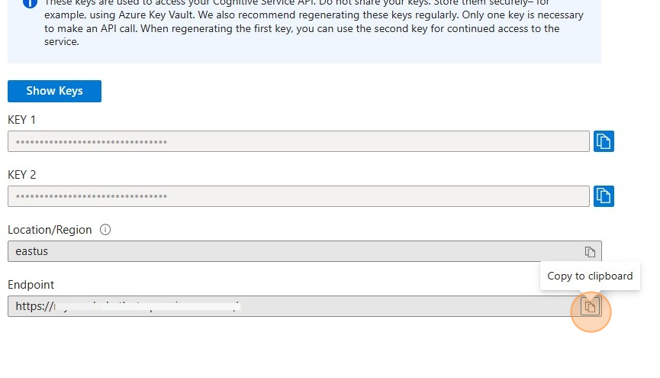 These keys are used to access your Cognitive Service API. Do not share your keys. Store them securely– for
example, using Azure Key Vault. We also recommend regenerating these keys regularly. Only one key is necessary
to make an API call. When regenerating the first key, you can use the second key for continued access to the
service.
Show Keys
KEY 1
••••••••••••••••••••••••••••••••
KEY 2
••••••••••••••••••••••••••••••••
Location/Region
eastus
Copy to clipboard
Endpoint
https://